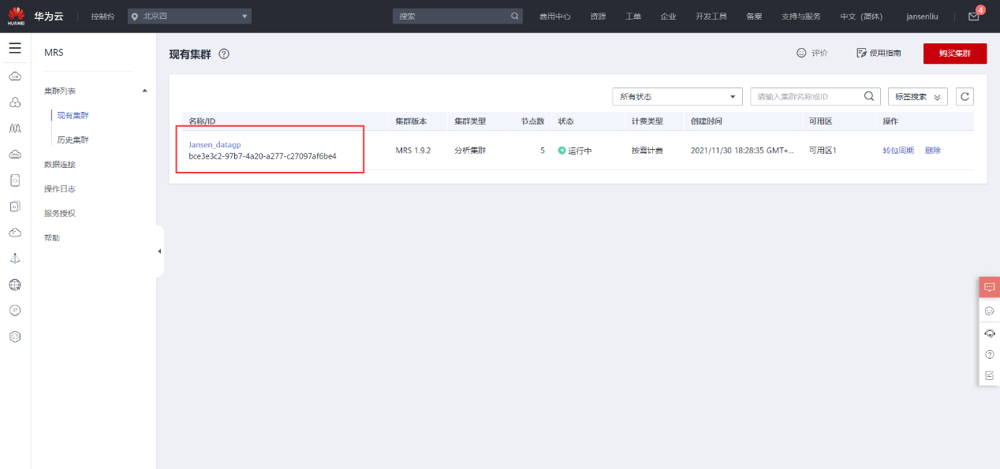 HUAWEI
华为云
控制台
北京四
搜索
费用中心
资源
工单
企业
开发工具
备案
支持与服务
中文（简体）
jansenliu
4
MRS
集群列表
现有集群
历史集群
数据连接
操作日志
服务授权
帮助
现有集群
评价
使用指南
购买集群
所有状态
请输入集群名称或ID
标签搜索
名称/ID 集群版本 集群类型 节点数 状态 计费类型 创建时间 可用区 操作
Jansen_datagp
bce3e3c2-97b7-4a20-a277-c27097af6be4
MRS 1.9.2 分析集群 5 运行中 按需计费 2021/11/30 18:28:35 GMT+... 可用区1 转包周期 删除
IP